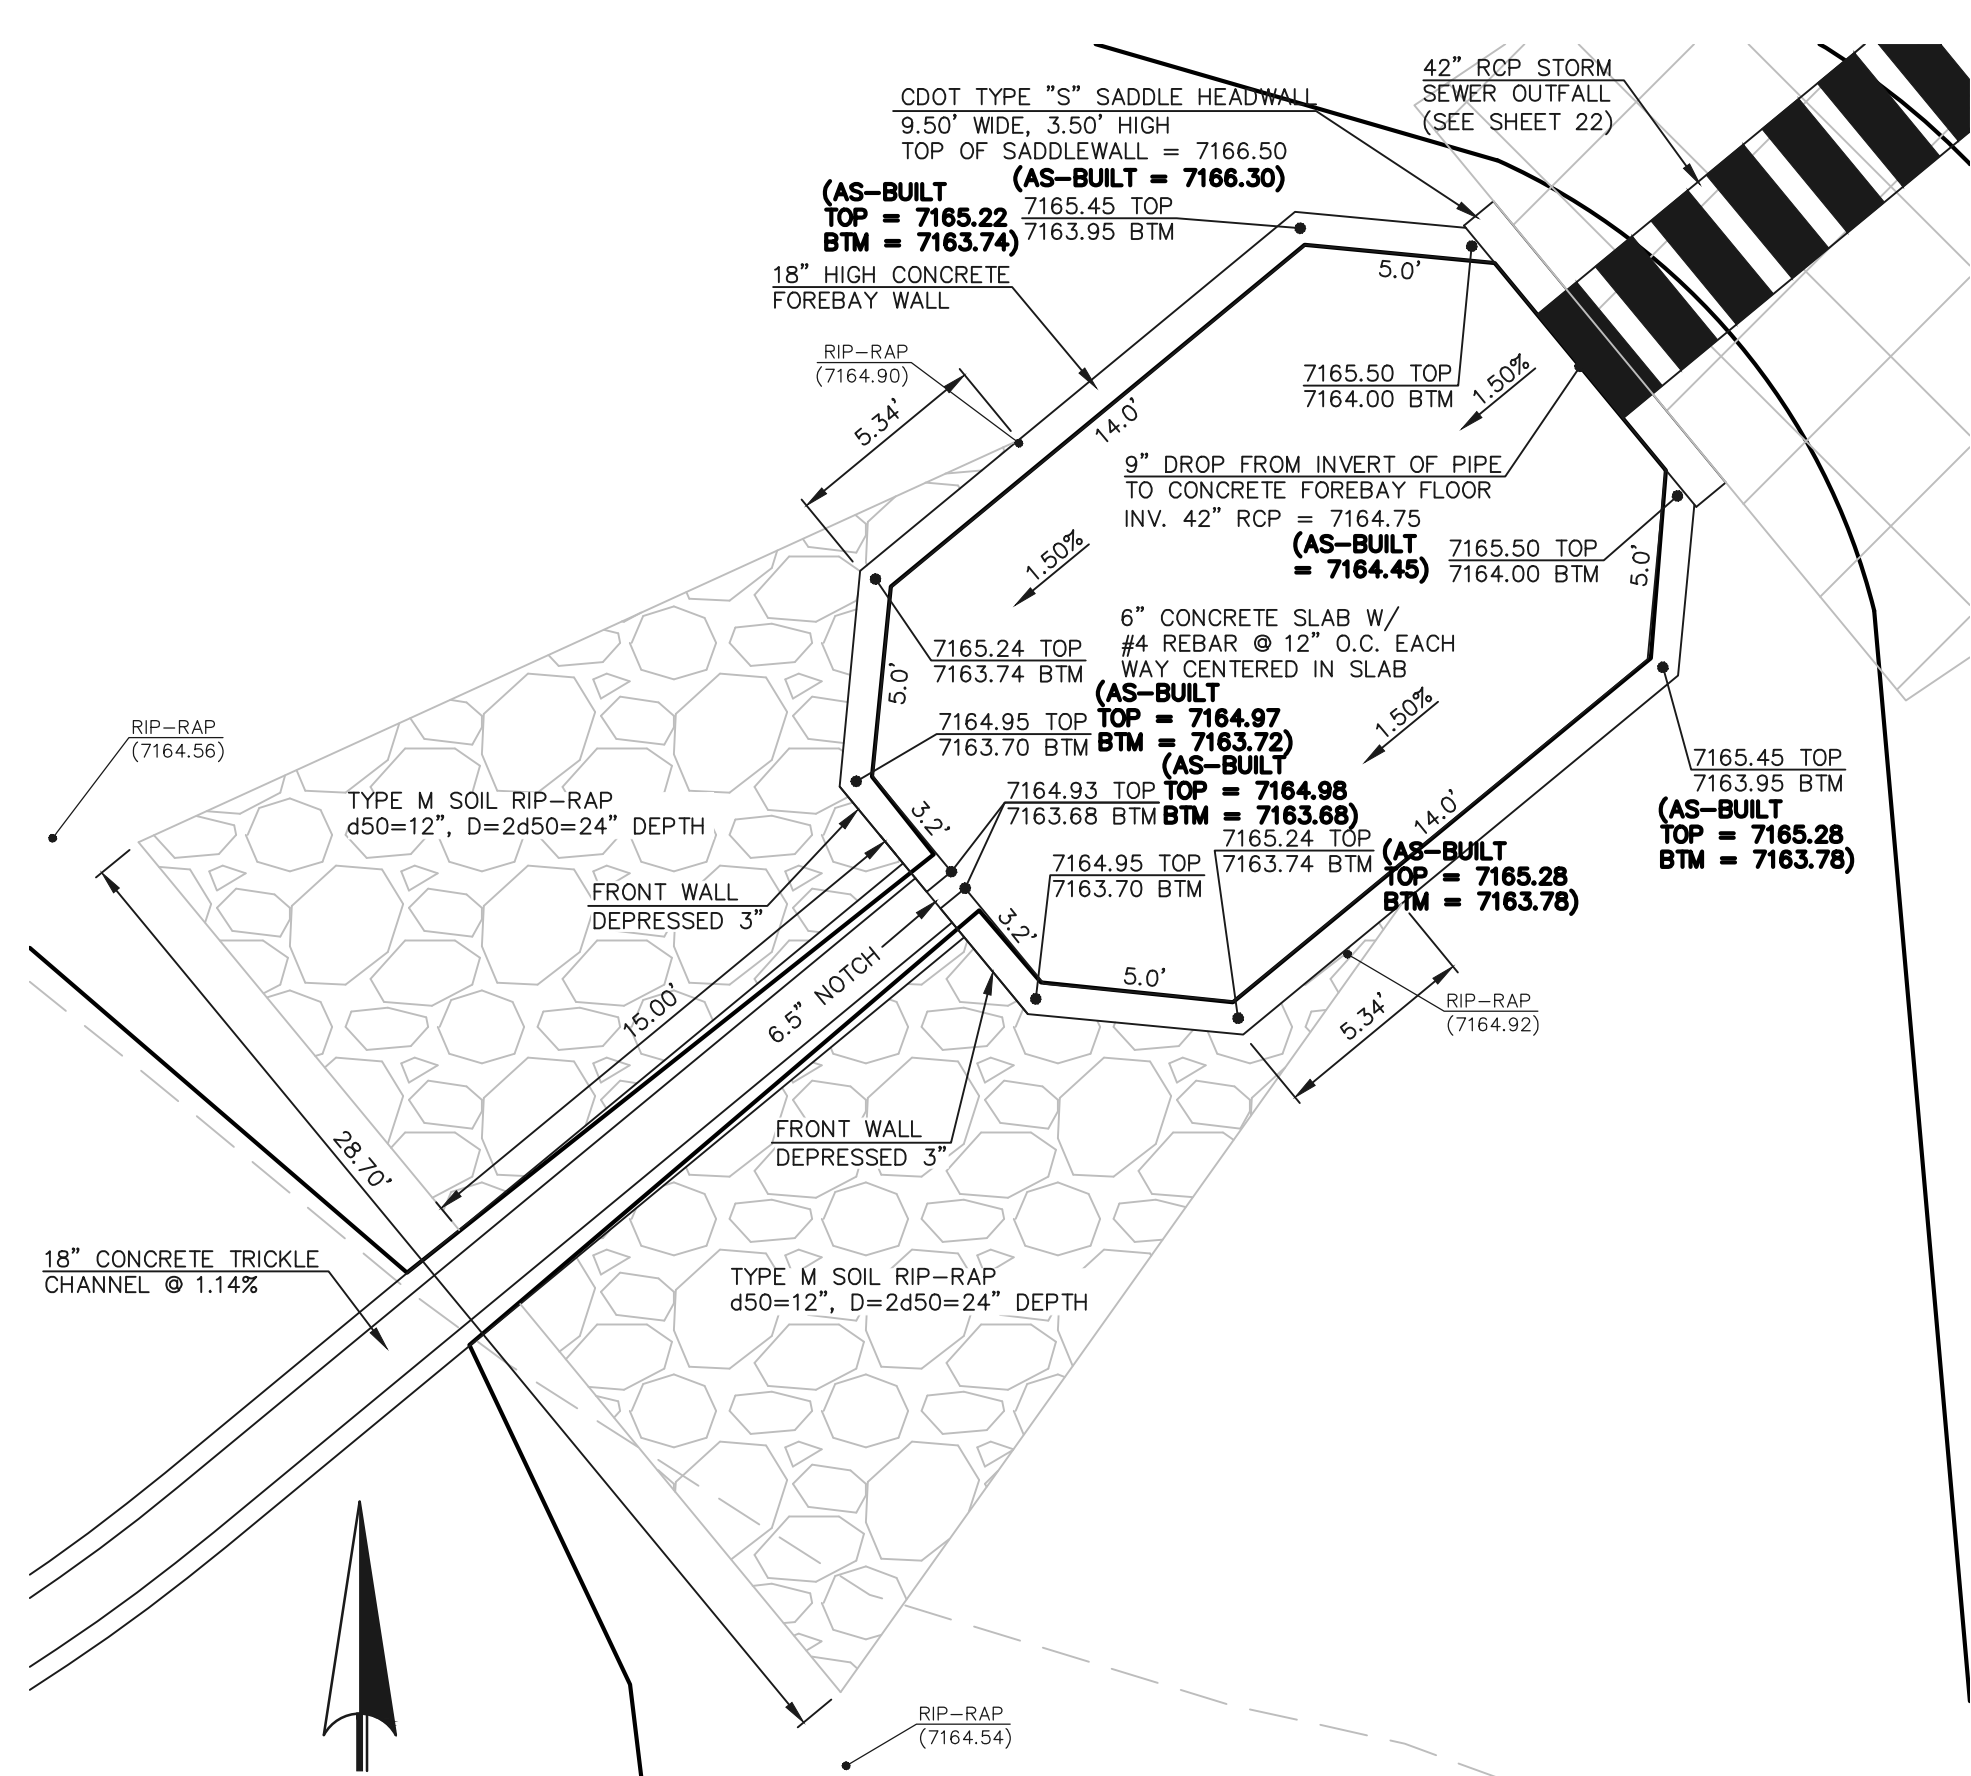 42" RCP STORM
SEWER OUTFALL
(SEE SHEET 22)
CDOT TYPE "S" SADDLE HEADWALL
9.50' WIDE, 3.50' HIGH
TOP OF SADDLEWALL = 7166.50
(AS-BUILT = 7166.30)
(AS-BUILT
TOP = 7165.22
BTM = 7163.74)
7165.45 TOP
7163.95 BTM
18" HIGH CONCRETE
FOREBAY WALL
5.0'
RIP-RAP
(7164.90)
5.34'
14.0'
7165.50 TOP
7164.00 BTM
1.50%
9" DROP FROM INVERT OF PIPE
TO CONCRETE FOREBAY FLOOR
INV. 42" RCP = 7164.75
(AS-BUILT
= 7164.45)
7165.50 TOP
7164.00 BTM
5.0'
1.50%
6" CONCRETE SLAB W/
#4 REBAR @ 12" O.C. EACH
WAY CENTERED IN SLAB
7165.24 TOP
7163.74 BTM
5.0'
(AS-BUILT
TOP = 7164.97
BTM = 7163.72)
7164.95 TOP
7163.70 BTM
1.50%
RIP-RAP
(7164.56)
(AS-BUILT
TOP = 7164.98
BTM = 7163.68)
7164.93 TOP
7163.68 BTM
7165.45 TOP
7163.95 BTM
(AS-BUILT
TOP = 7165.28
BTM = 7163.78)
TYPE M SOIL RIP-RAP
d50=12", D=2d50=24" DEPTH
3.2'
14.0'
7165.24 TOP
7163.74 BTM
(AS-BUILT
TOP = 7165.28
BTM = 7163.78)
7164.95 TOP
7163.70 BTM
FRONT WALL
DEPRESSED 3"
3.2'
5.0'
6.5" NOTCH
15.00'
5.34'
RIP-RAP
(7164.92)
FRONT WALL
DEPRESSED 3"
28.70'
18" CONCRETE TRICKLE
CHANNEL @ 1.14%
TYPE M SOIL RIP-RAP
d50=12", D=2d50=24" DEPTH
RIP-RAP
(7164.54)